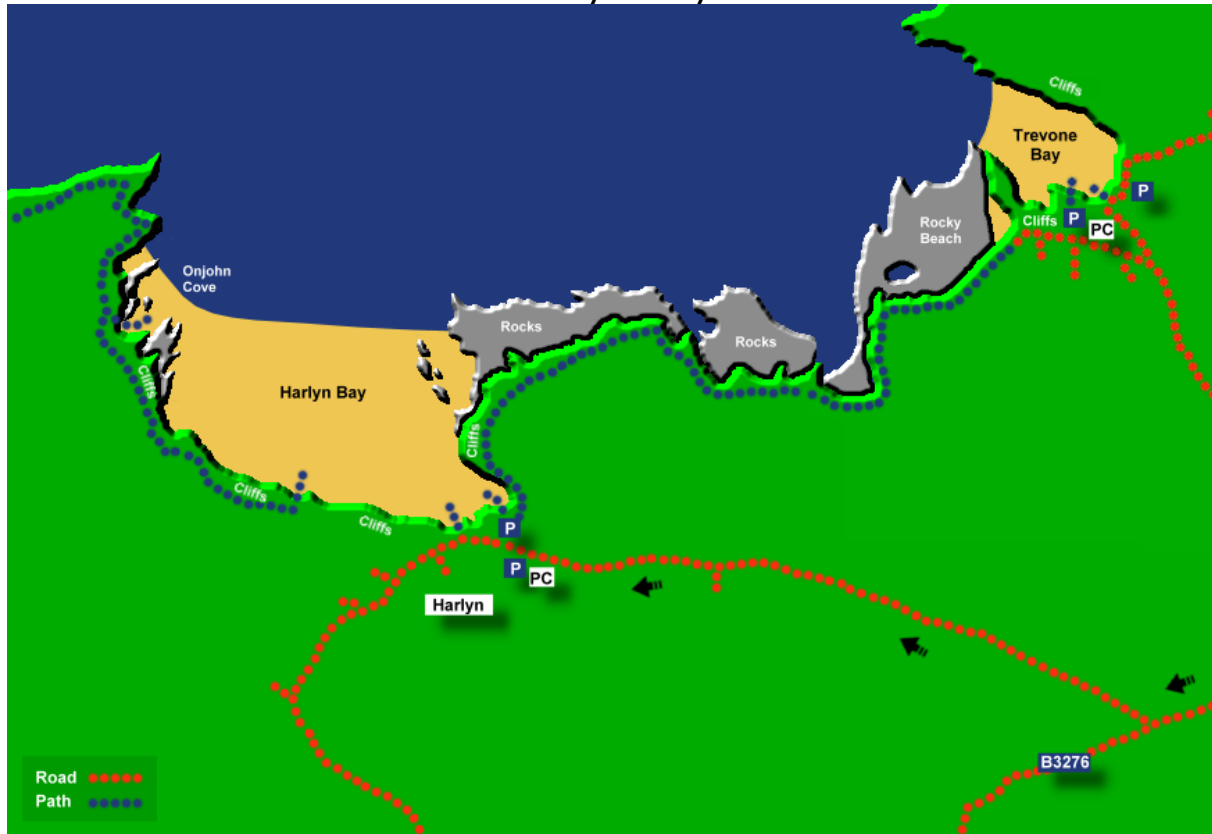 Cliffs
Trevone
Bay
P
P
Cliffs
PC
Rocky
Beach
Onjohn
Cove
Rocks
Rocks
Harlyn Bay
Cliffs
Cliffs
Cliffs
Cliffs
P
P
PC
Harlyn
B3276
Road
Path